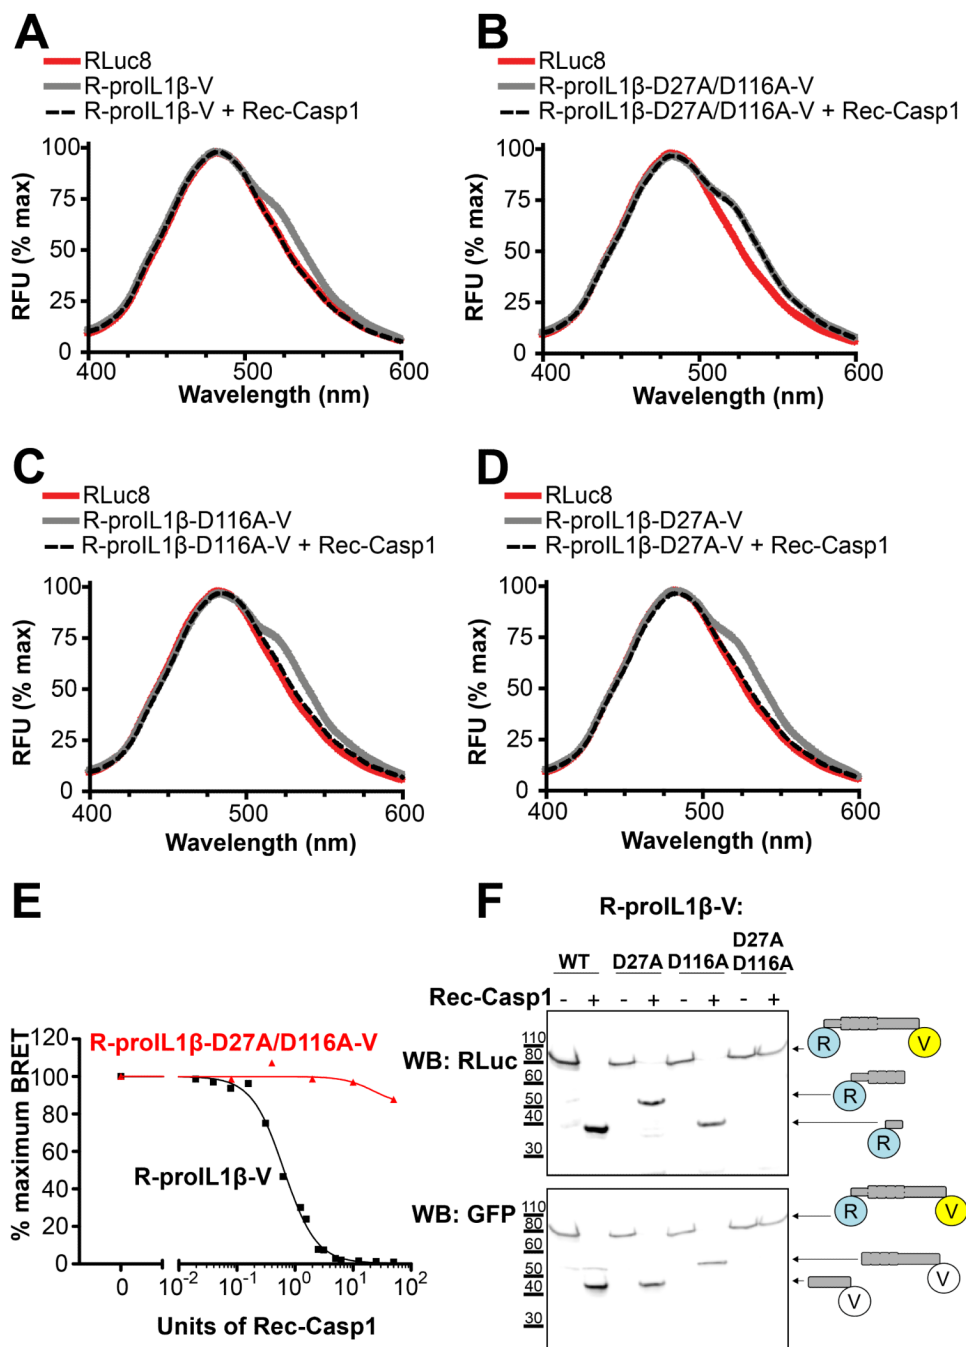 A
RLuc8
R-proIL1β-V
R-proIL1β-V + Rec-Casp1
100
75
50
25
0
RFU (% max)
400
500
600
Wavelength (nm)
B
RLuc8
R-proIL1β-D27A/D116A-V
R-proIL1β-D27A/D116A-V + Rec-Casp1
100
75
50
25
0
RFU (% max)
400
500
600
Wavelength (nm)
C
RLuc8
R-proIL1β-D116A-V
R-proIL1β-D116A-V + Rec-Casp1
100
75
50
25
0
RFU (% max)
400
500
600
Wavelength (nm)
D
RLuc8
R-proIL1β-D27A-V
R-proIL1β-D27A-V + Rec-Casp1
100
75
50
25
0
RFU (% max)
400
500
600
Wavelength (nm)
E
120
100
80
60
40
20
0
% maximum BRET
R-proIL1β-D27A/D116A-V
R-proIL1β-V
0 10⁻² 10⁻¹ 10⁰ 10¹ 10²
Units of Rec-Casp1
F
R-proIL1β-V:
WT D27A D116A D27A D116A
Rec-Casp1 - + - + - + - +
WB: RLuc
110
80
60
50
40
30
R V
R
R
WB: GFP
110
80
60
50
40
30
R V
V
V